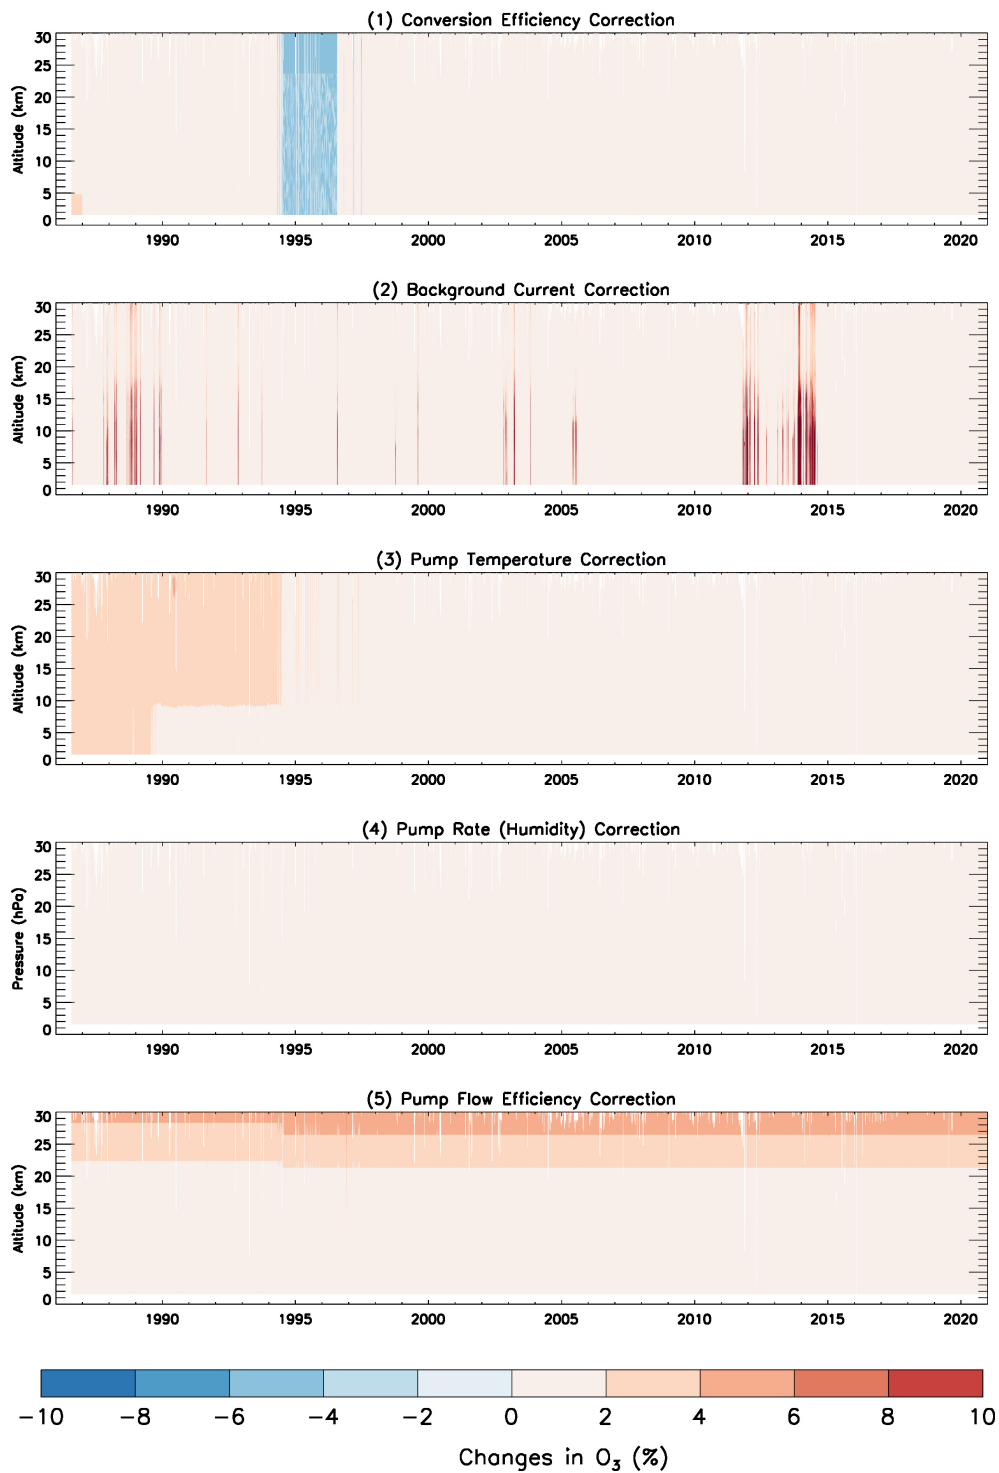 (1) Conversion Efficiency Correction
30
25
20
15
10
5
0
Altitude (km)
1990 1995 2000 2005 2010 2015 2020
(2) Background Current Correction
30
25
20
15
10
5
0
Altitude (km)
1990 1995 2000 2005 2010 2015 2020
(3) Pump Temperature Correction
30
25
20
15
10
5
0
Altitude (km)
1990 1995 2000 2005 2010 2015 2020
(4) Pump Rate (Humidity) Correction
30
25
20
15
10
5
0
Pressure (hPa)
1990 1995 2000 2005 2010 2015 2020
(5) Pump Flow Efficiency Correction
30
25
20
15
10
5
0
Altitude (km)
1990 1995 2000 2005 2010 2015 2020
−10 −8 −6 −4 −2 0 2 4 6 8 10
Changes in O₃ (%)